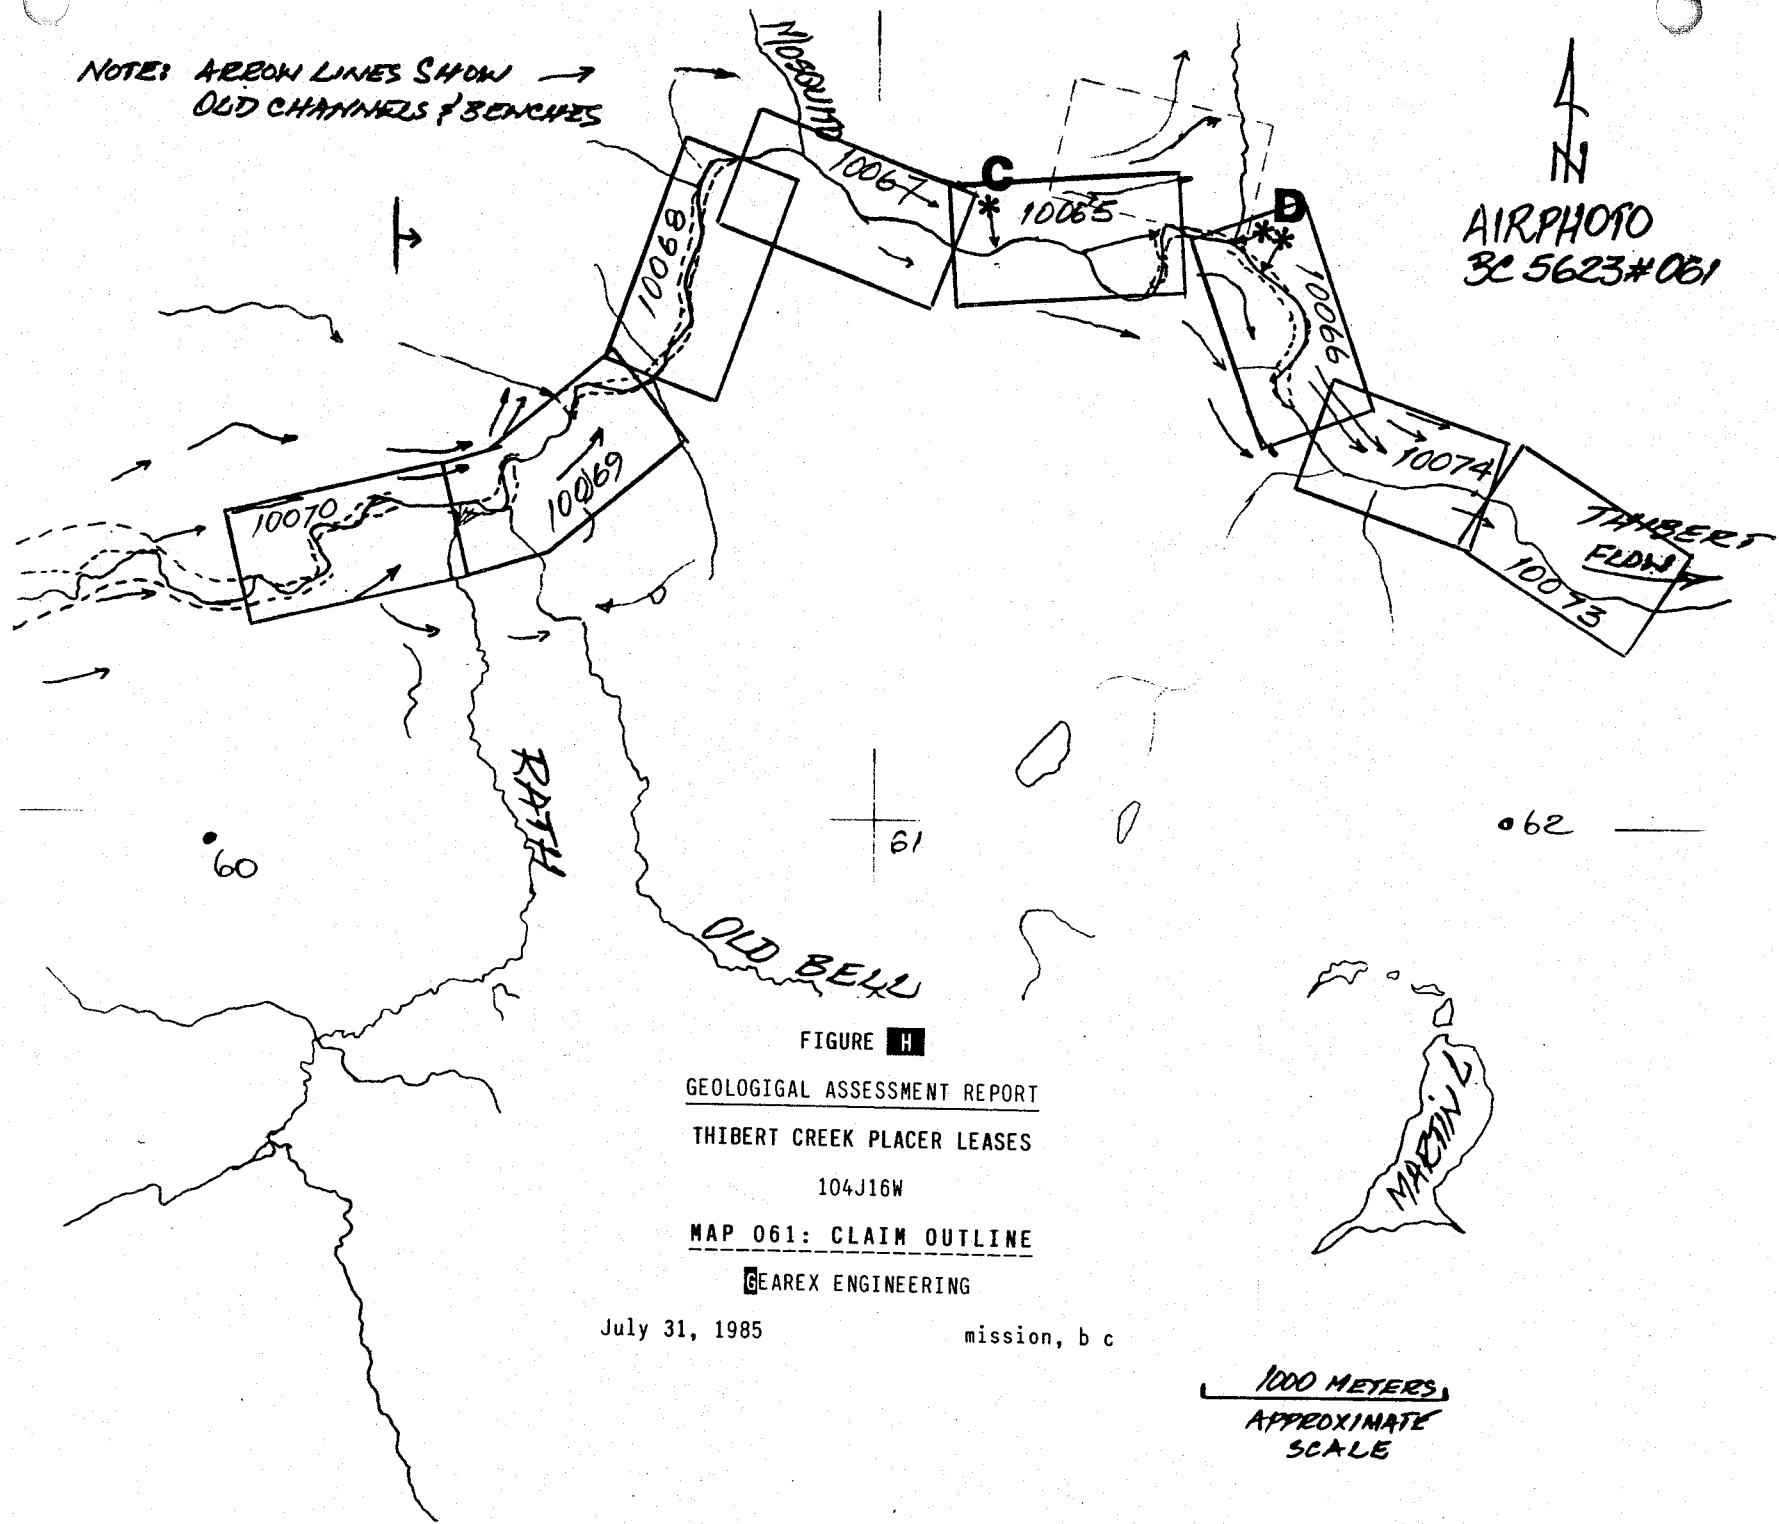 NOTE: ARROW LINES SHOW →
OLD CHANNELS & BENCHES
MOSQUITO
N
AIRPHOTO
BC 5623#061
10068
10067
C
10065
D
10066
10070
10069
10074
10093
THIBERT
FLOW
60
61
62
RATH
OLD BELL
MARTIN L
FIGURE H
GEOLOGIGAL ASSESSMENT REPORT
THIBERT CREEK PLACER LEASES
104J16W
MAP 061: CLAIM OUTLINE
GEAREX ENGINEERING
July 31, 1985
mission, b c
1000 METERS
APPROXIMATE
SCALE